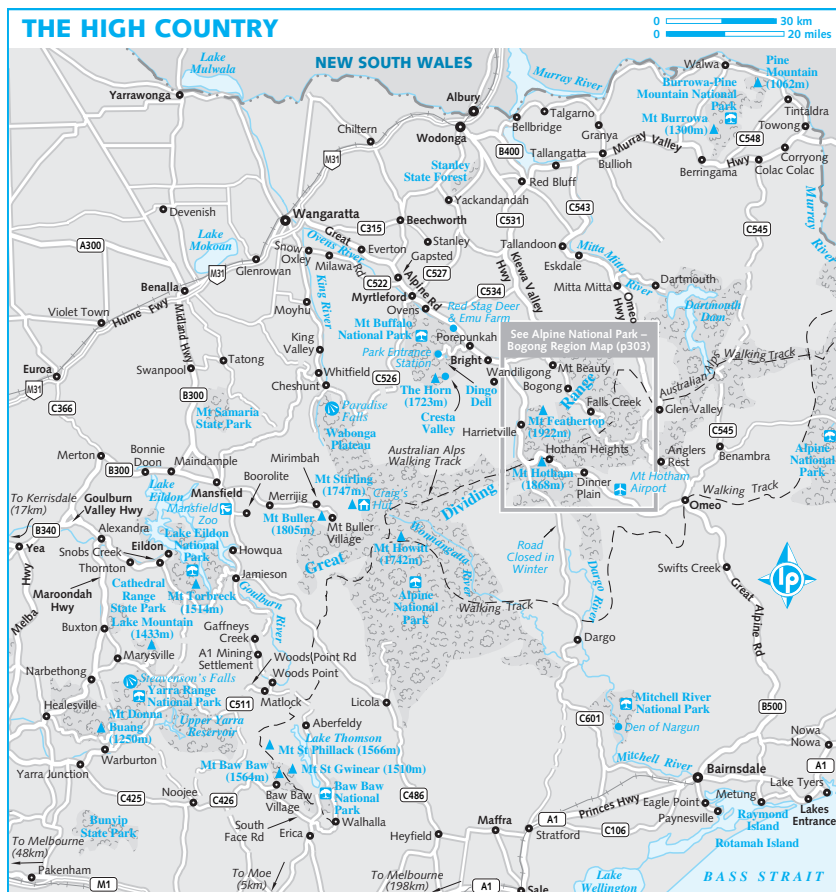 THE HIGH COUNTRY
0 30 km
0 20 miles
Lake
Mulwala
NEW SOUTH WALES
Murray River
Walwa
Pine
Mountain
(1062m)
Burrowa-Pine
Mountain National
Park
Yarrawonga
Albury
Talgarno
Tintaldra
Bellbridge
Mt Burrowa
(1300m)
Towong
Chiltern
Wodonga
Granya
C548
B400
Murray Valley
Hwy
Tallangatta
Bullioh
Corryong
M31
Stanley
State Forest
Berringama
Colac Colac
Red Bluff
Murray
River
Devenish
Wangaratta
Yackandandah
C543
C531
C315
Beechworth
C545
Lake
Mokoan
A300
Snow
Ovens River
Great
Alpine Rd
Everton
Stanley
Tallandoon
Mitta Mitta
River
Oxley
Milawa
Gapsted
Kiewa Valley
Hwy
Eskdale
Glenrowan
M31
C527
C522
C534
Mitta Mitta
Dartmouth
Benalla
King River
Myrtleford
Omeo
Hwy
Hume Fwy
Ovens
Red Stag Deer
& Emu Farm
Dartmouth
Dam
Violet Town
Midland Hwy
Moyhu
Mt Buffalo
National Park
See Alpine National Park –
Bogong Region Map (p303)
Porepunkah
King
Valley
Park Entrance
Station
Bright
Wandiligong
Mt Beauty
Australian Alps
Walking Track
Tatong
Euroa
Swanpool
Whitfield
C526
Bogong
M31
Cheshunt
The Horn
(1723m)
Dingo
Dell
Range
Falls Creek
B300
C366
Mt Samaria
State Park
Paradise
Falls
Cresta
Valley
Mt Feathertop
(1922m)
Glen Valley
Wabonga
Plateau
Harrietville
C545
Merton
Bonnie
Doon
Australian Alps
Walking Track
Hotham Heights
Anglers
Rest
Benambra
Alpine
National
Park
Maindample
Mirimbah
B300
Boorolite
Mt Stirling
(1747m)
Mt Hotham
(1868m)
Dinner
Plain
Mt Hotham
Airport
Walking Track
To Kerrisdale
(17km)
Lake
Eildon
Mansfield
Merrijig
Craig's
Hut
Dividing
Omeo
Goulburn
Valley Hwy
Mansfield
Zoo
Mt Buller
(1805m)
Mt Buller
Village
B340
Alexandra
Lake Eildon
National
Park
Howqua
Great
Mt Howitt
(1742m)
Wonnangatta
River
Road
Closed in
Winter
Yea
Snobs Creek
Eildon
Thornton
Jamieson
Swifts Creek
Cathedral
Range
State Park
Mt Torbreck
(1514m)
Goulburn
River
Alpine
National
Park
Dargo River
Great
Alpine Rd
Maroondah
Hwy
Melba
Hwy
Walking Track
lp
Buxton
Lake Mountain
(1433m)
Gaffneys
Creek
Dargo
Marysville
A1 Mining
Settlement
Woods Point Rd
Narbethong
Steavenson's Falls
Woods Point
Yarra Range
National Park
C511
Matlock
Licola
Mitchell River
National Park
Healesville
Mt Donna
Buang
(1250m)
Upper Yarra
Reservoir
Aberfeldy
C601
B500
Lake Thomson
Den of Nargun
Nowa
Nowa
Mt St Phillack (1566m)
Warburton
Mitchell River
Yarra Junction
Mt Baw Baw
(1564m)
Mt St Gwinear (1510m)
A1
Bairnsdale
Lake Tyers
C425
Noojee
C426
Baw Baw
Village
Baw Baw
National
Park
C486
Princes Hwy
Eagle Point
Metung
Lakes
Entrance
Bunyip
State Park
South
Face Rd
Walhalla
Maffra
A1
Paynesville
Raymond
Island
Erica
Heyfield
Stratford
C106
Rotamah Island
To Melbourne
(48km)
Pakenham
To Moe
(5km)
To Melbourne
(198km)
Lake
Wellington
BASS STRAIT
M1
A1
Sale